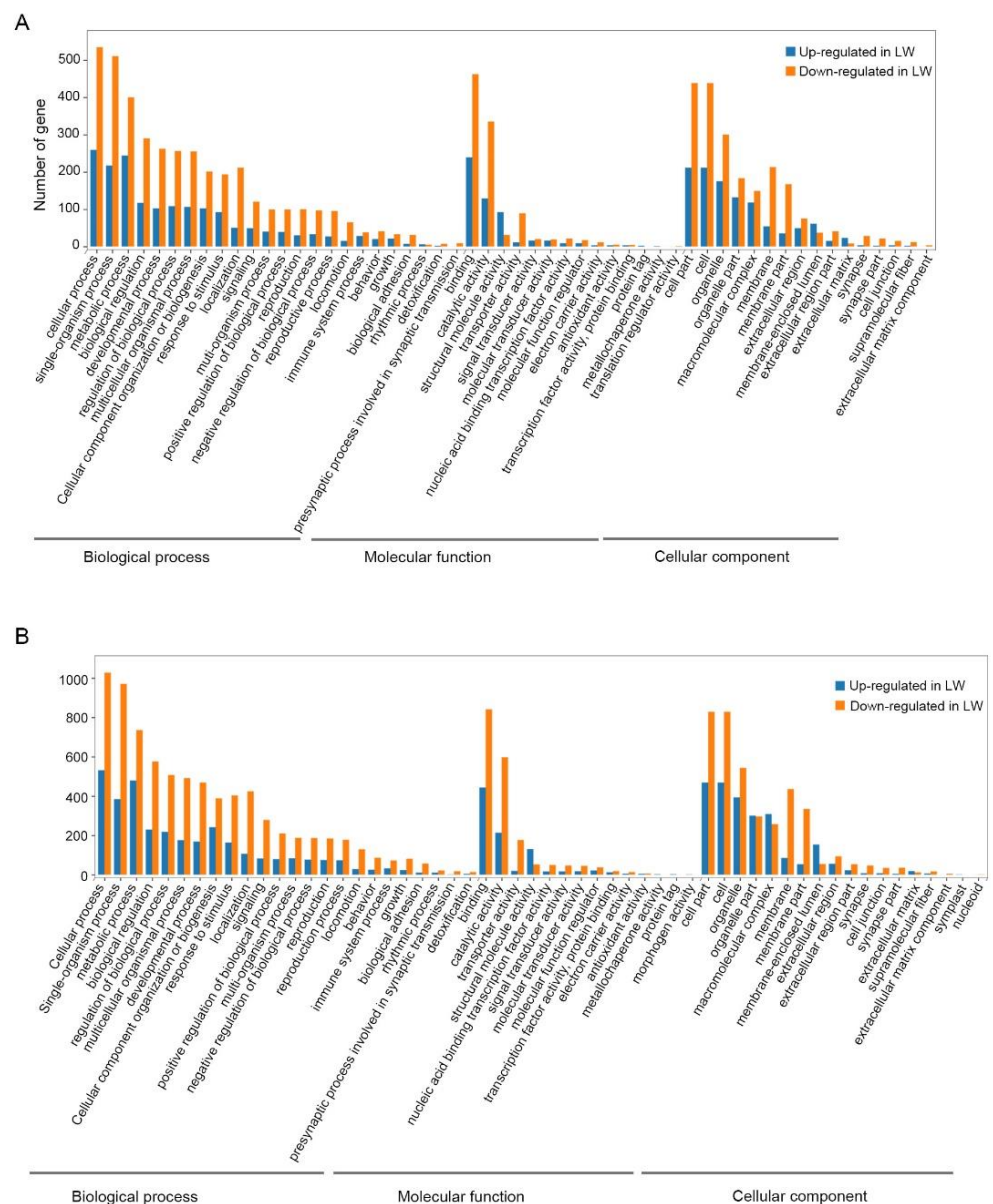 A
Up-regulated in LW
Down-regulated in LW
Number of gene
500
400
300
200
100
0
cellular process
single-organism process
metabolic process
biological regulation
developmental process
regulation of biological process
multicellular organismal process
Cellular component organization or biogenesis
response to stimulus
localization
signaling
muti-organism process
positive regulation of biological process
reproduction
negative regulation of biological process
reproductive process
locomotion
immune system process
behavior
growth
biological adhesion
rhythmic process
detoxification
presynaptic process involved in synaptic transmission
binding
catalytic activity
structural molecule activity
transporter activity
signal transducer activity
molecular transducer activity
nucleic acid binding transcription factor activity
molecular function regulator
electron carrier activity
antioxidant activity
transcription factor activity, protein binding
protein tag
metallochaperone activity
translation regulator activity
cell part
cell
organelle
organelle part
macromolecular complex
membrane
membrane part
extracellular region
membrane-enclosed lumen
extracellular region part
extracellular matrix
synapse
synapse part
cell junction
supramolecular fiber
extracellular matrix component
Biological process
Molecular function
Cellular component
B
Up-regulated in LW
Down-regulated in LW
1000
800
600
400
200
0
Cellular process
Single-organism process
metabolic process
biological regulation
regulation of biological process
multicellular organismal process
developmental process
Cellular component organization or biogenesis
response to stimulus
localization
signaling
positive regulation of biological process
multi-organism process
negative regulation of biological process
reproduction
reproduction process
locomotion
behavior
immune system process
growth
biological adhesion
rhythmic process
presynaptic process involved in synaptic transmission
detoxification
binding
catalytic activity
transporter activity
structural molecule activity
nucleic acid binding transcription factor activity
signal transducer activity
molecular transducer activity
molecular function regulator
transcription factor activity, protein binding
electron carrier activity
antioxidant activity
metallochaperone activity
protein tag
morphogen activity
cell part
cell
organelle
organelle part
macromolecular complex
membrane
membrane part
membrane-enclosed lumen
extracellular region
extracellular region part
synapse
cell junction
synapse part
extracellular matrix
supramolecular fiber
extracellular matrix component
symplast
nucleoid
Biological process
Molecular function
Cellular component